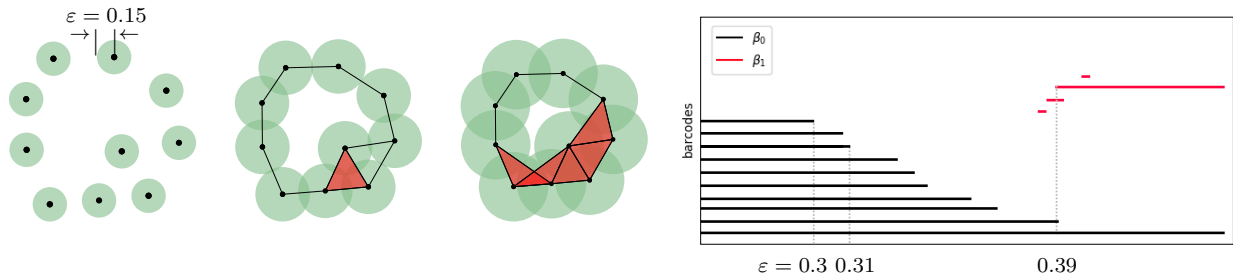 ε = 0.15
β₀
β₁
barcodes
ε = 0.3 0.31 0.39